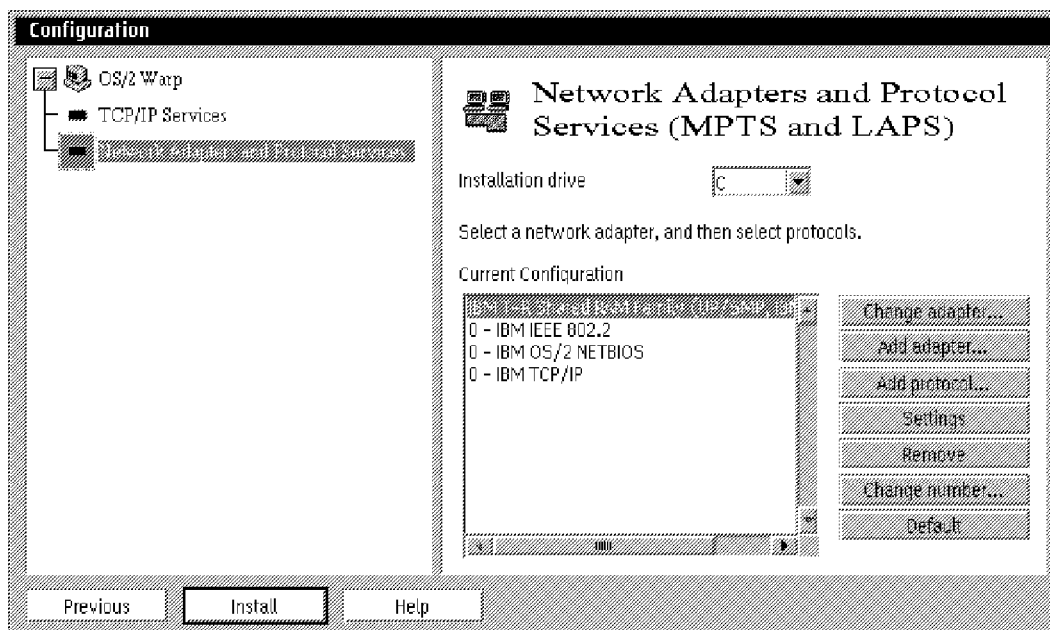 Configuration
OS/2 Warp
TCP/IP Services
Network Adapters and Protocol Services
Network Adapters and Protocol
Services (MPTS and LAPS)
Installation drive
C
Select a network adapter, and then select protocols.
Current Configuration
IBM Shared Family
0 - IBM IEEE 802.2
0 - IBM OS/2 NETBIOS
0 - IBM TCP/IP
Change adapter...
Add adapter...
Add protocol...
Settings
Remove
Change number...
Default
Previous
Install
Help